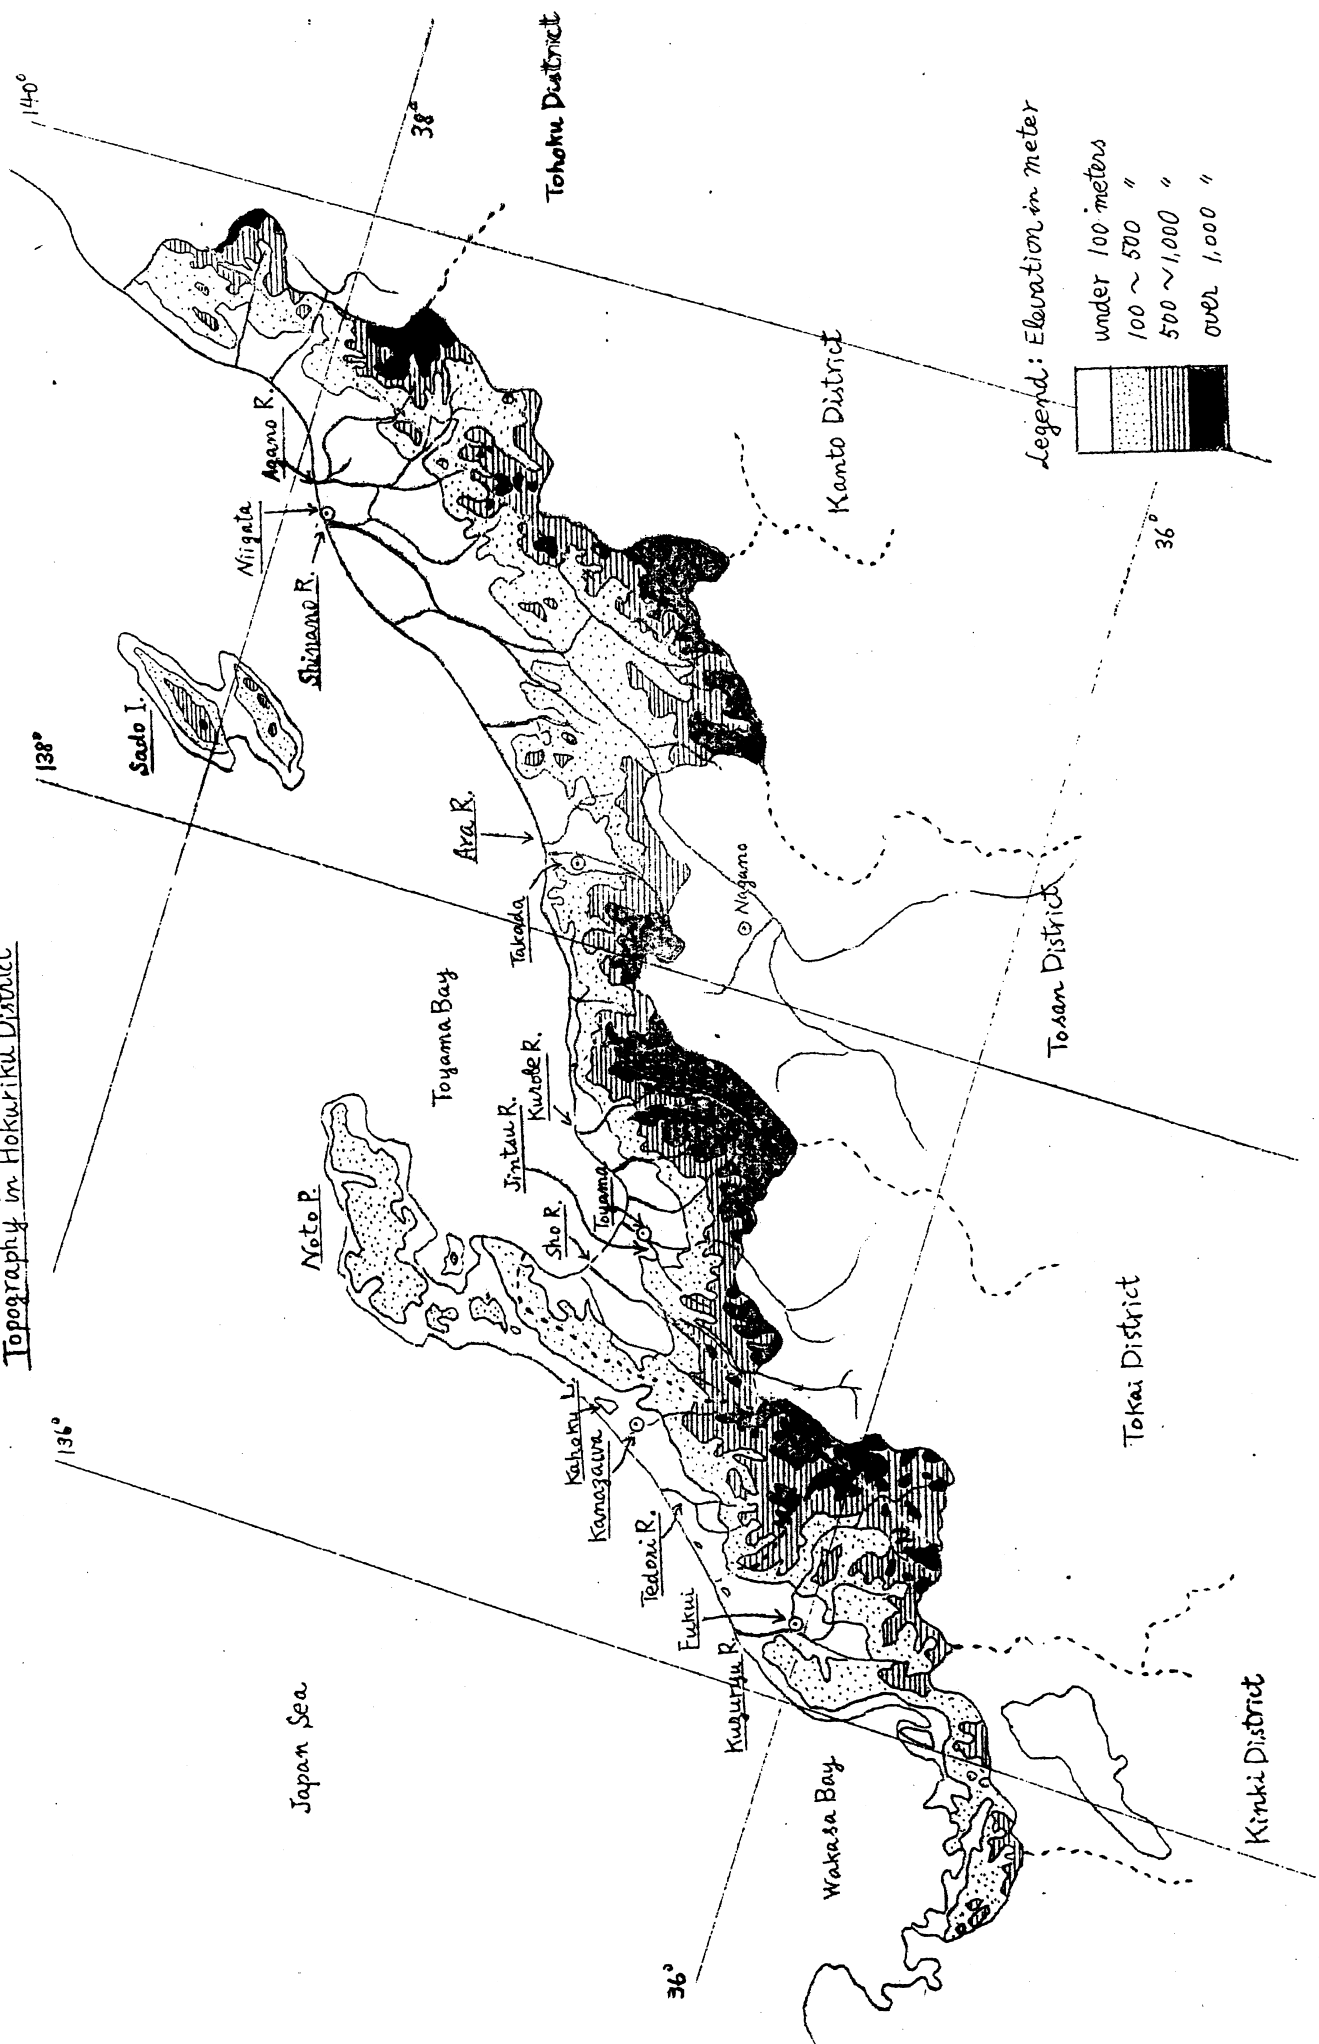 Topography in Hokuriku District
140°
38°
Tohoku District
138°
136°
36°
36°
Sado I.
Niigata
Agano R.
Shinano R.
Ara R.
Takada
Nagano
Toyama Bay
Noto P.
Kurobe R.
Jintsu R.
Toyama
Sho R.
Kahoku L.
Kanazawa
Tedori R.
Fukui
Kuzuryu R.
Japan Sea
Wakasa Bay
Kanto District
Tosan District
Tokai District
Kinki District
Legend: Elevation in meter
under 100 meters
100 ~ 500 "
500 ~ 1,000 "
over 1,000 "